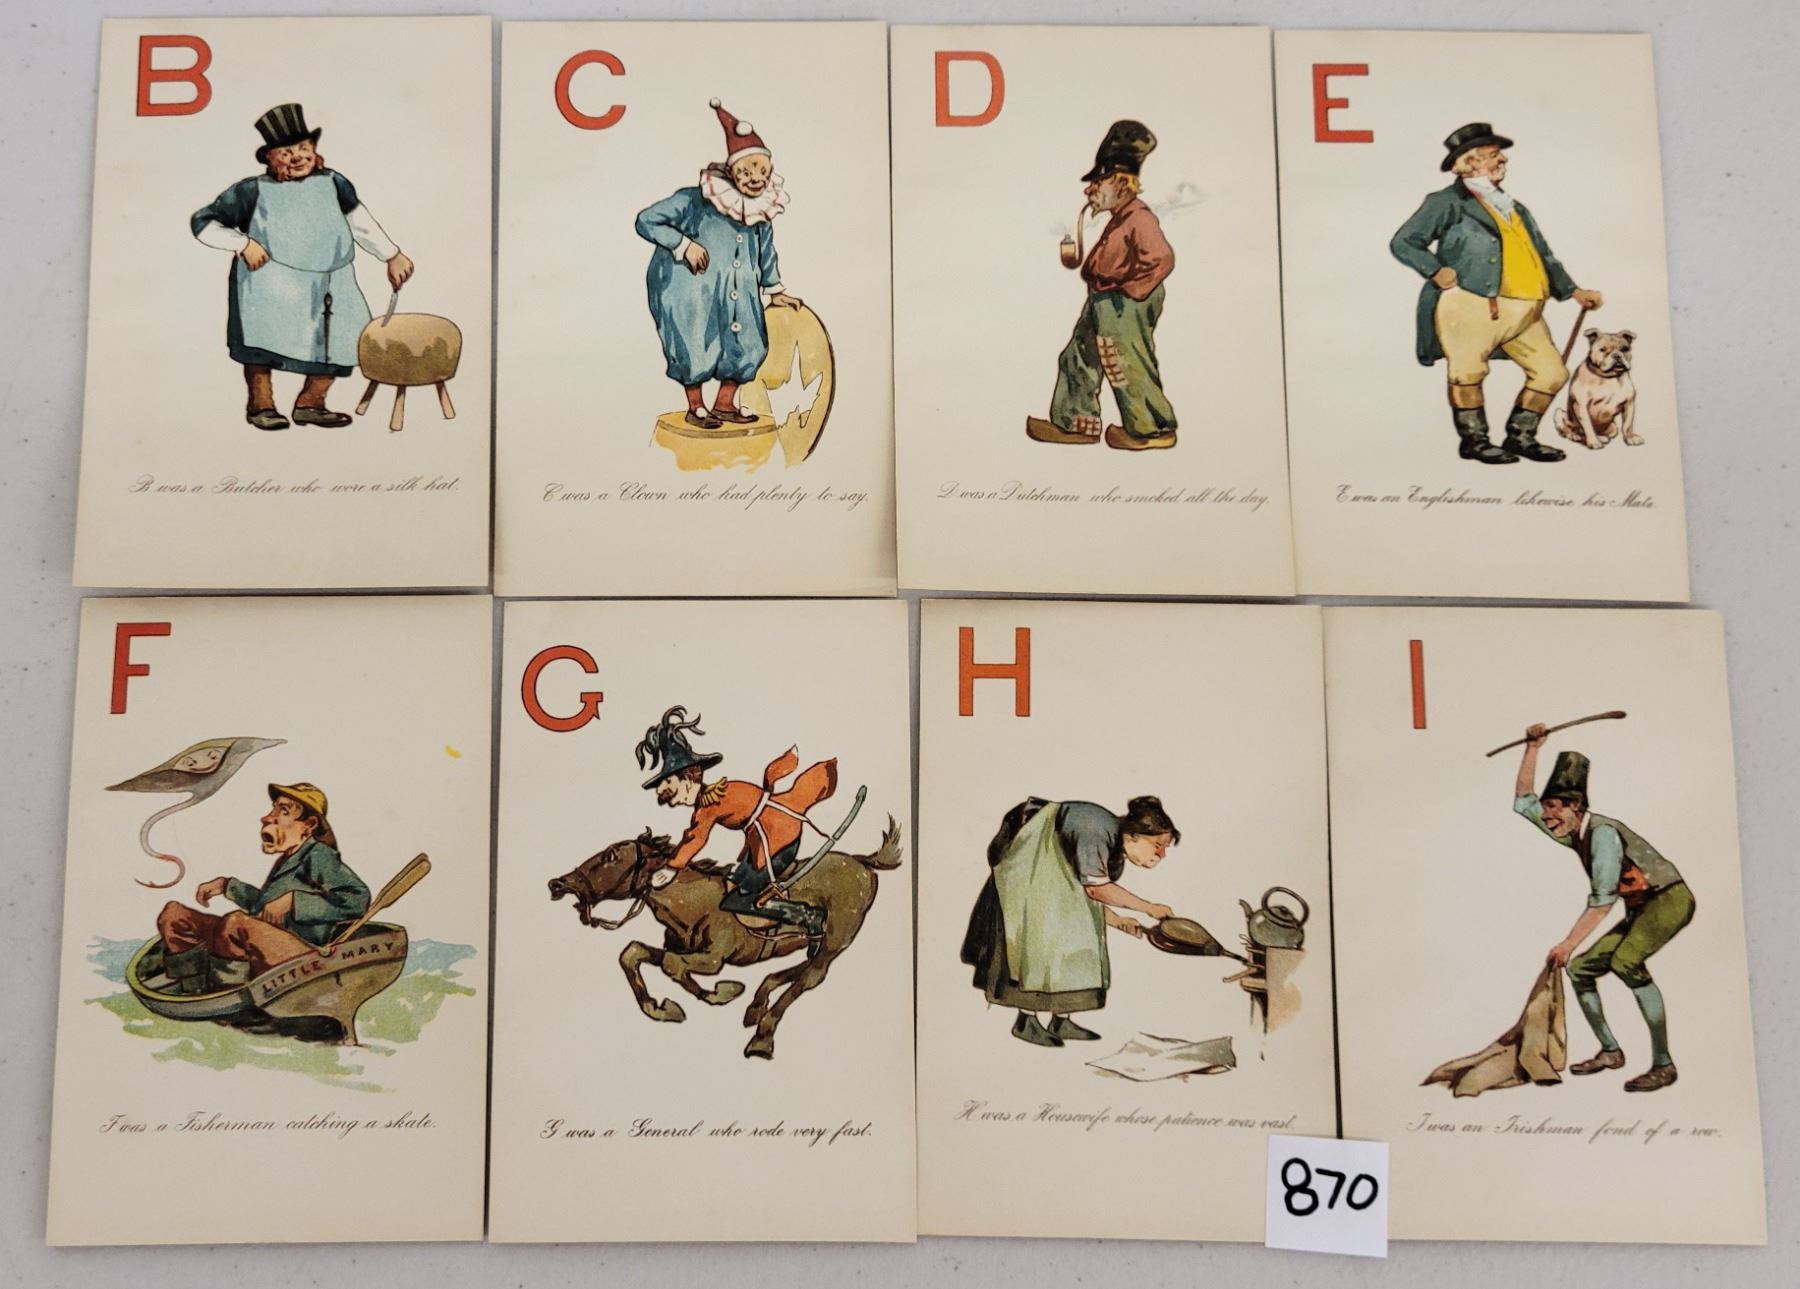 B
B was a Butcher who wore a silk hat.
C
C was a Clown who had plenty to say.
D
D was a Dutchman who smoked all the day.
E
E was an Englishman likewise his Mate.
F
LITTLE MARY
F was a Fisherman catching a skate.
G
G was a General who rode very fast.
H
H was a Housewife whose patience was vast.
I
I was an Irishman fond of a row.
870